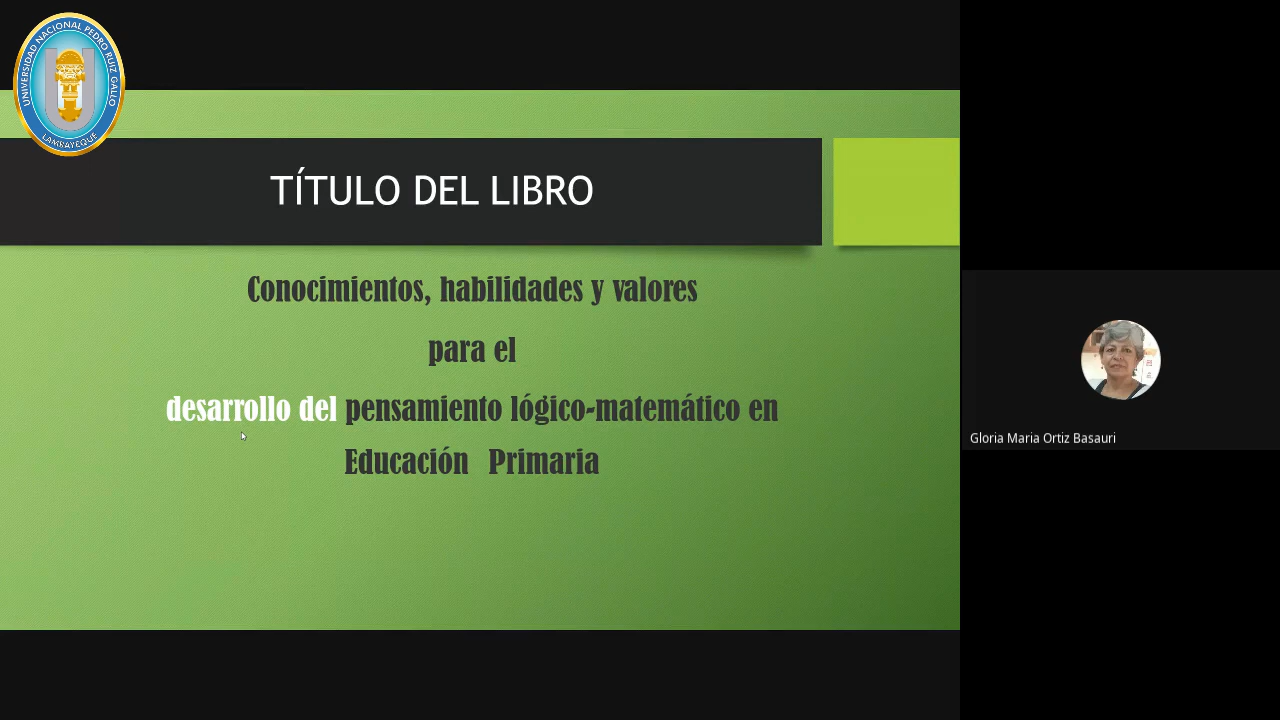 UNIVERSIDAD NACIONAL PEDRO RUIZ GALLO
LAMBAYEQUE
TÍTULO DEL LIBRO
Conocimientos, habilidades y valores
para el
desarrollo del pensamiento lógico-matemático en
Educación Primaria
Gloria Maria Ortiz Basauri